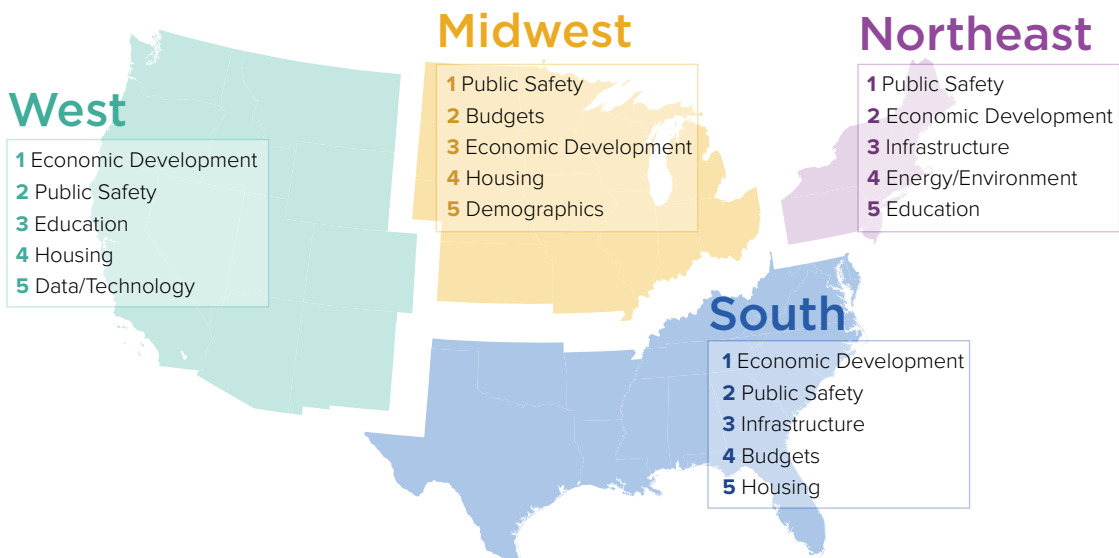 West
1 Economic Development
2 Public Safety
3 Education
4 Housing
5 Data/Technology
Midwest
1 Public Safety
2 Budgets
3 Economic Development
4 Housing
5 Demographics
Northeast
1 Public Safety
2 Economic Development
3 Infrastructure
4 Energy/Environment
5 Education
South
1 Economic Development
2 Public Safety
3 Infrastructure
4 Budgets
5 Housing